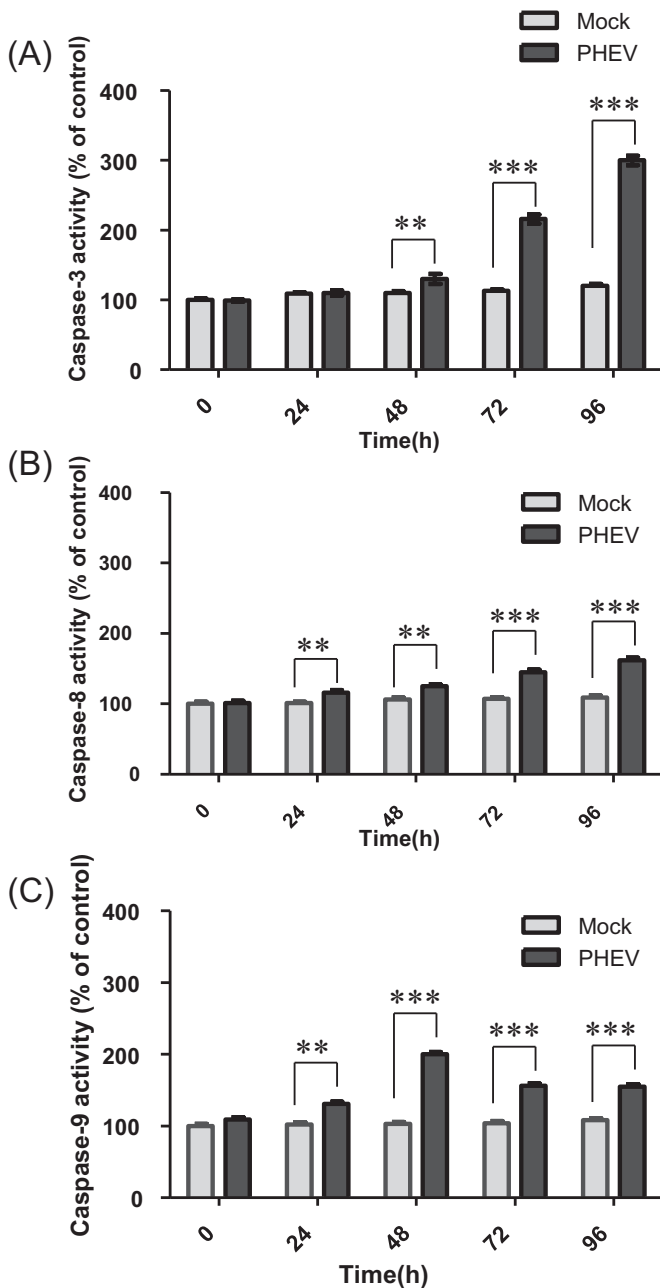 (A)
Mock
PHEV
Caspase-3 activity (% of control)
400
300
200
100
0
**
***
***
0 24 48 72 96
Time(h)
(B)
Mock
PHEV
Caspase-8 activity (% of control)
400
300
200
100
0
**
**
***
***
0 24 48 72 96
Time(h)
(C)
Mock
PHEV
Caspase-9 activity (% of control)
400
300
200
100
0
**
***
***
***
0 24 48 72 96
Time(h)